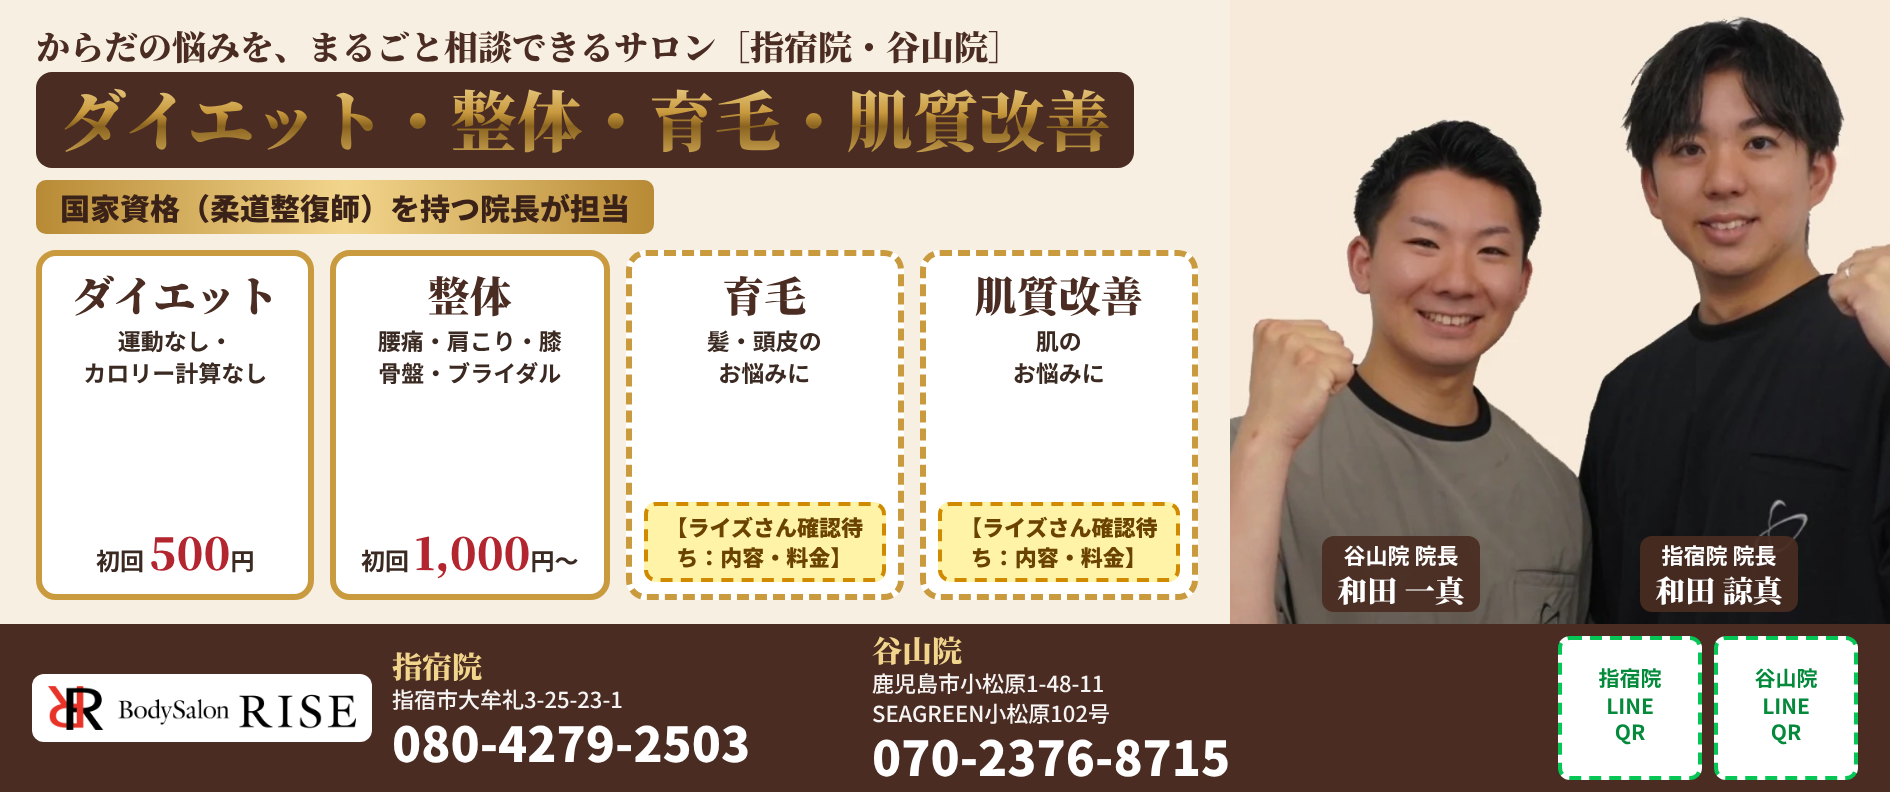 からだの悩みを、まるごと相談できるサロン［指宿院・谷山院］
ダイエット・整体・育毛・肌質改善
国家資格（柔道整復師）を持つ院長が担当
ダイエット
運動なし・
カロリー計算なし
初回500円
整体
腰痛・肩こり・膝
骨盤・ブライダル
初回1,000円〜
育毛
髪・頭皮の
お悩みに
【ライズさん確認待
ち：内容・料金】
肌質改善
肌の
お悩みに
【ライズさん確認待
ち：内容・料金】
谷山院 院長
和田 一真
指宿院 院長
和田 諒真
R BodySalon RISE
指宿院
指宿市大牟礼3-25-23-1
080-4279-2503
谷山院
鹿児島市小松原1-48-11
SEAGREEN小松原102号
070-2376-8715
指宿院
LINE
QR
谷山院
LINE
QR